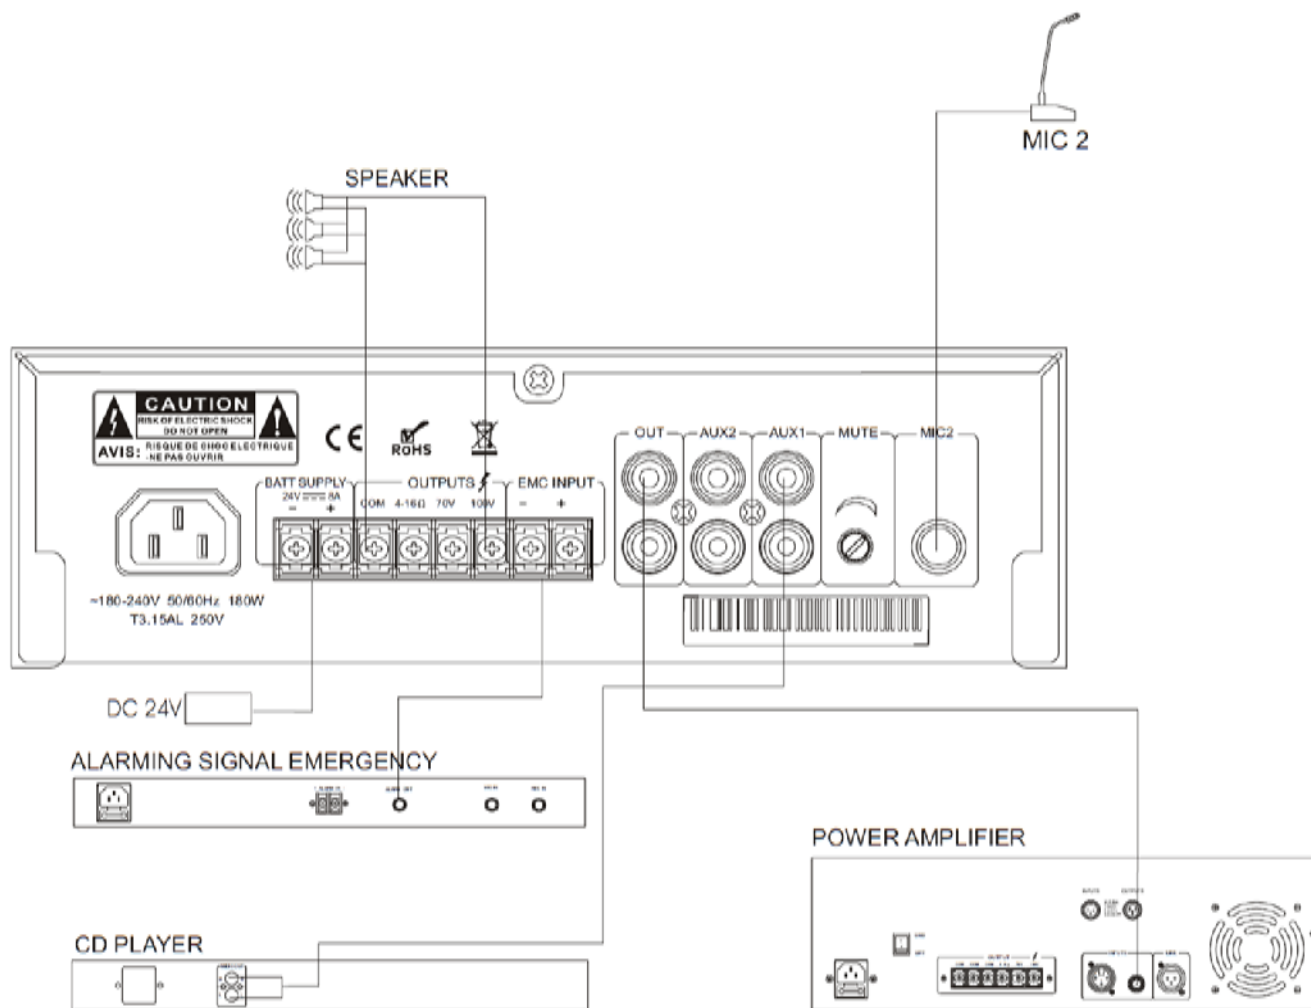 MIC 2
SPEAKER
CAUTION
RISK OF ELECTRIC SHOCK
DO NOT OPEN
AVIS: RISQUE DE CHOC ELECTRIQUE
-NE PAS OUVRIR
CE
RoHS
OUT
AUX2
AUX1
MUTE
MIC2
BATT SUPPLY
24V 8A
- +
OUTPUTS
COM 4-16Ω 70V 100V
EMC INPUT
- +
~180-240V 50/60Hz 180W
T3.15AL 250V
DC 24V
ALARMING SIGNAL EMERGENCY
POWER AMPLIFIER
CD PLAYER